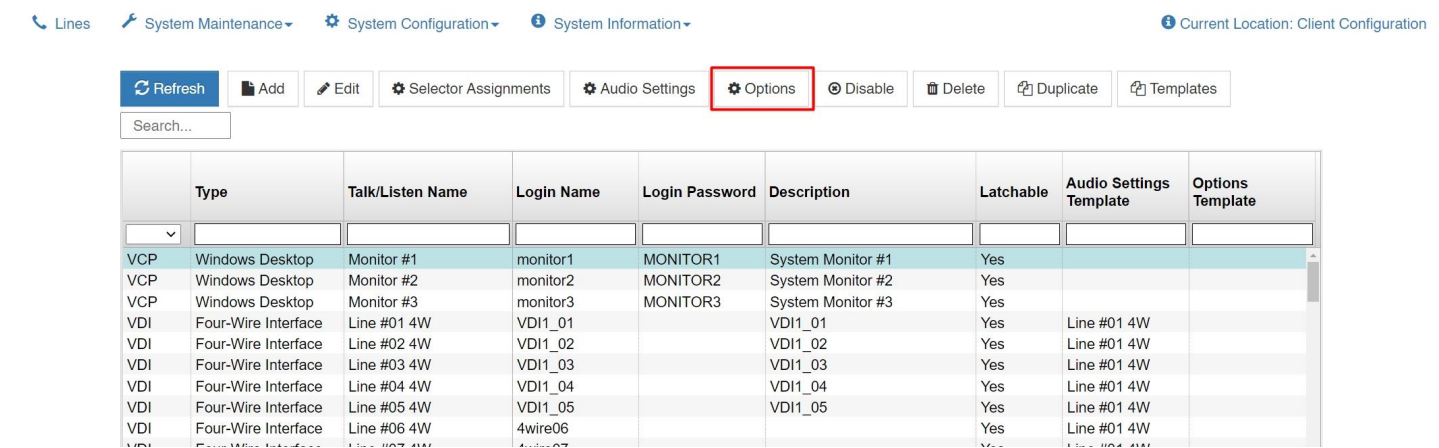 Lines System Maintenance System Configuration System Information Current Location: Client Configuration
Refresh Add Edit Selector Assignments Audio Settings Options Disable Delete Duplicate Templates
Search...
Type Talk/Listen Name Login Name Login Password Description Latchable Audio Settings Template Options Template
VCP Windows Desktop Monitor #1 monitor1 MONITOR1 System Monitor #1 Yes
VCP Windows Desktop Monitor #2 monitor2 MONITOR2 System Monitor #2 Yes
VCP Windows Desktop Monitor #3 monitor3 MONITOR3 System Monitor #3 Yes
VDI Four-Wire Interface Line #01 4W VDI1_01 VDI1_01 Yes Line #01 4W
VDI Four-Wire Interface Line #02 4W VDI1_02 VDI1_02 Yes Line #01 4W
VDI Four-Wire Interface Line #03 4W VDI1_03 VDI1_03 Yes Line #01 4W
VDI Four-Wire Interface Line #04 4W VDI1_04 VDI1_04 Yes Line #01 4W
VDI Four-Wire Interface Line #05 4W VDI1_05 VDI1_05 Yes Line #01 4W
VDI Four-Wire Interface Line #06 4W 4wire06 Yes Line #01 4W